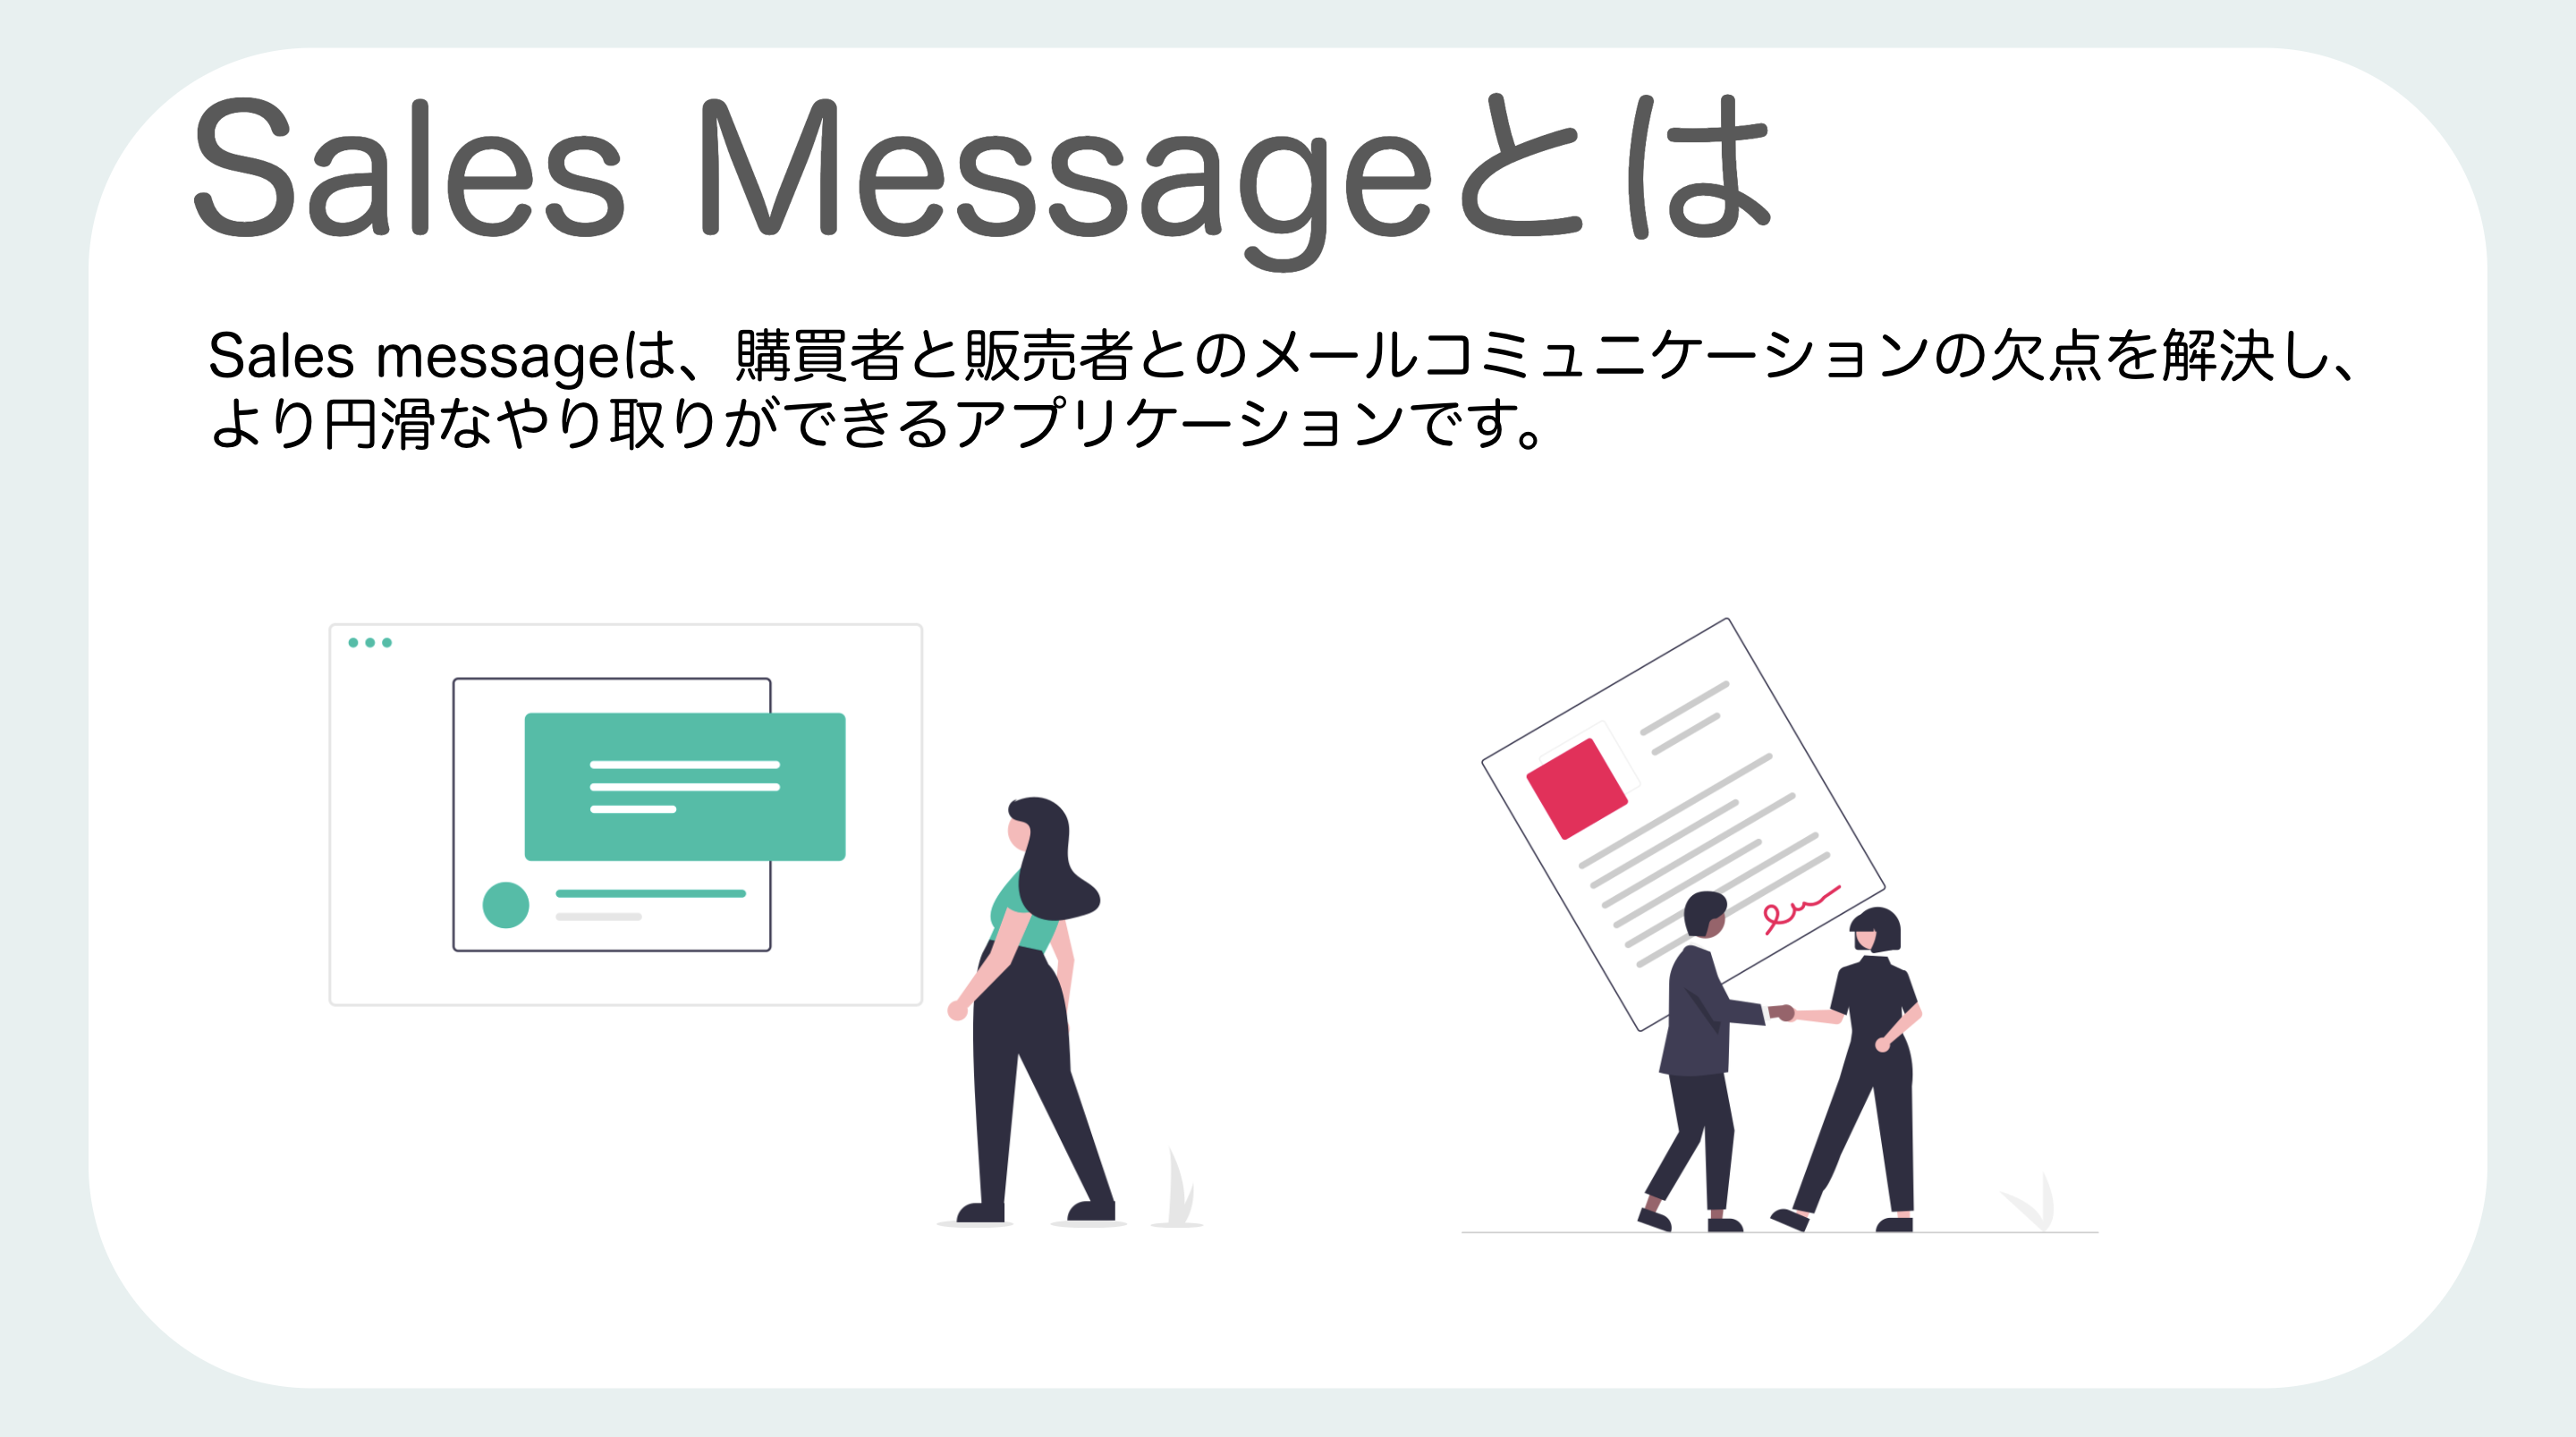 Sales Messageとは
Sales messageは、購買者と販売者とのメールコミュニケーションの欠点を解決し、
より円滑なやり取りができるアプリケーションです。